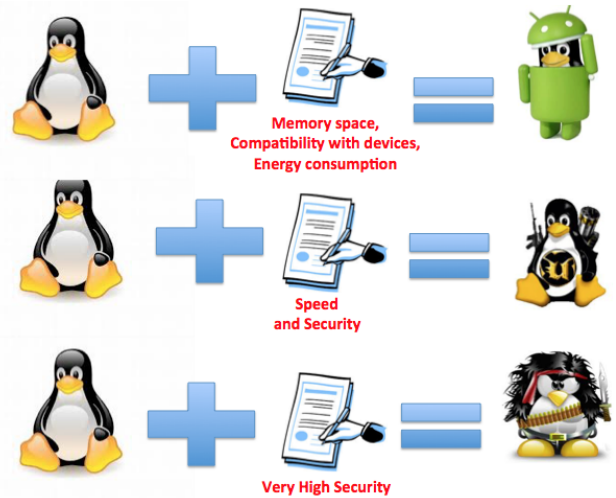 Memory space,
Compatibility with devices,
Energy consumption
Speed
and Security
Very High Security